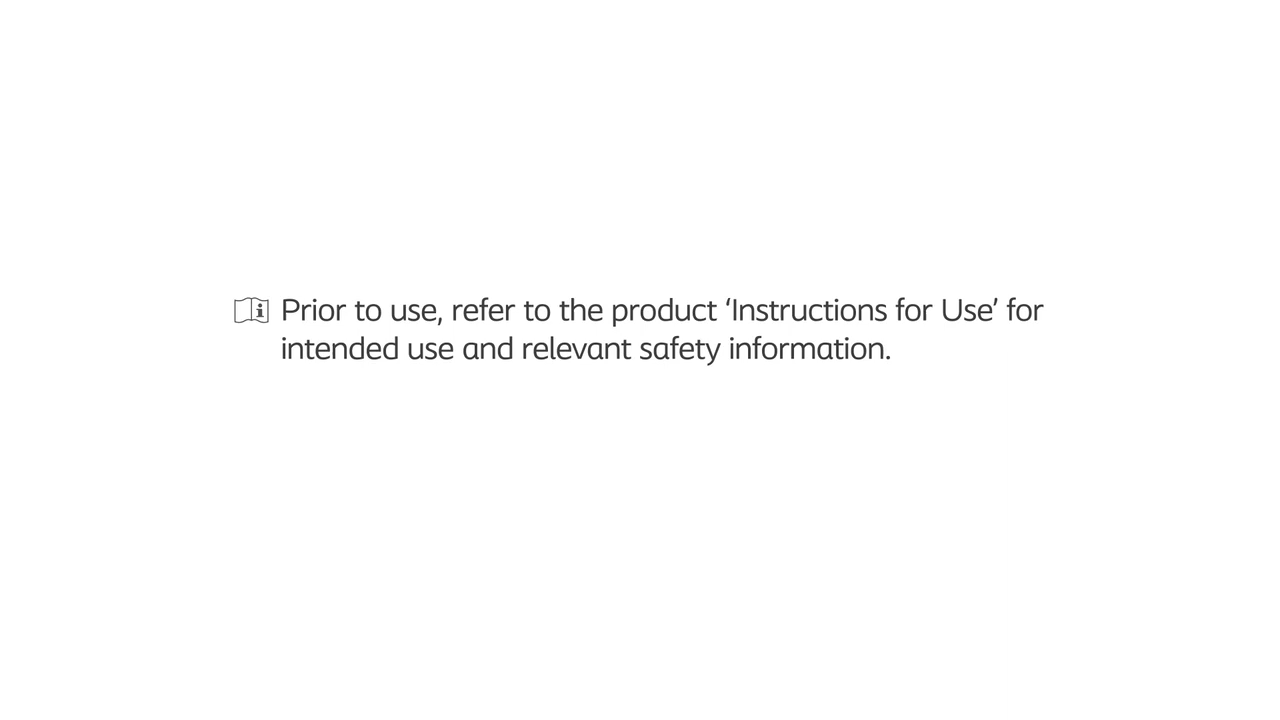 Prior to use, refer to the product ‘Instructions for Use’ for
intended use and relevant safety information.